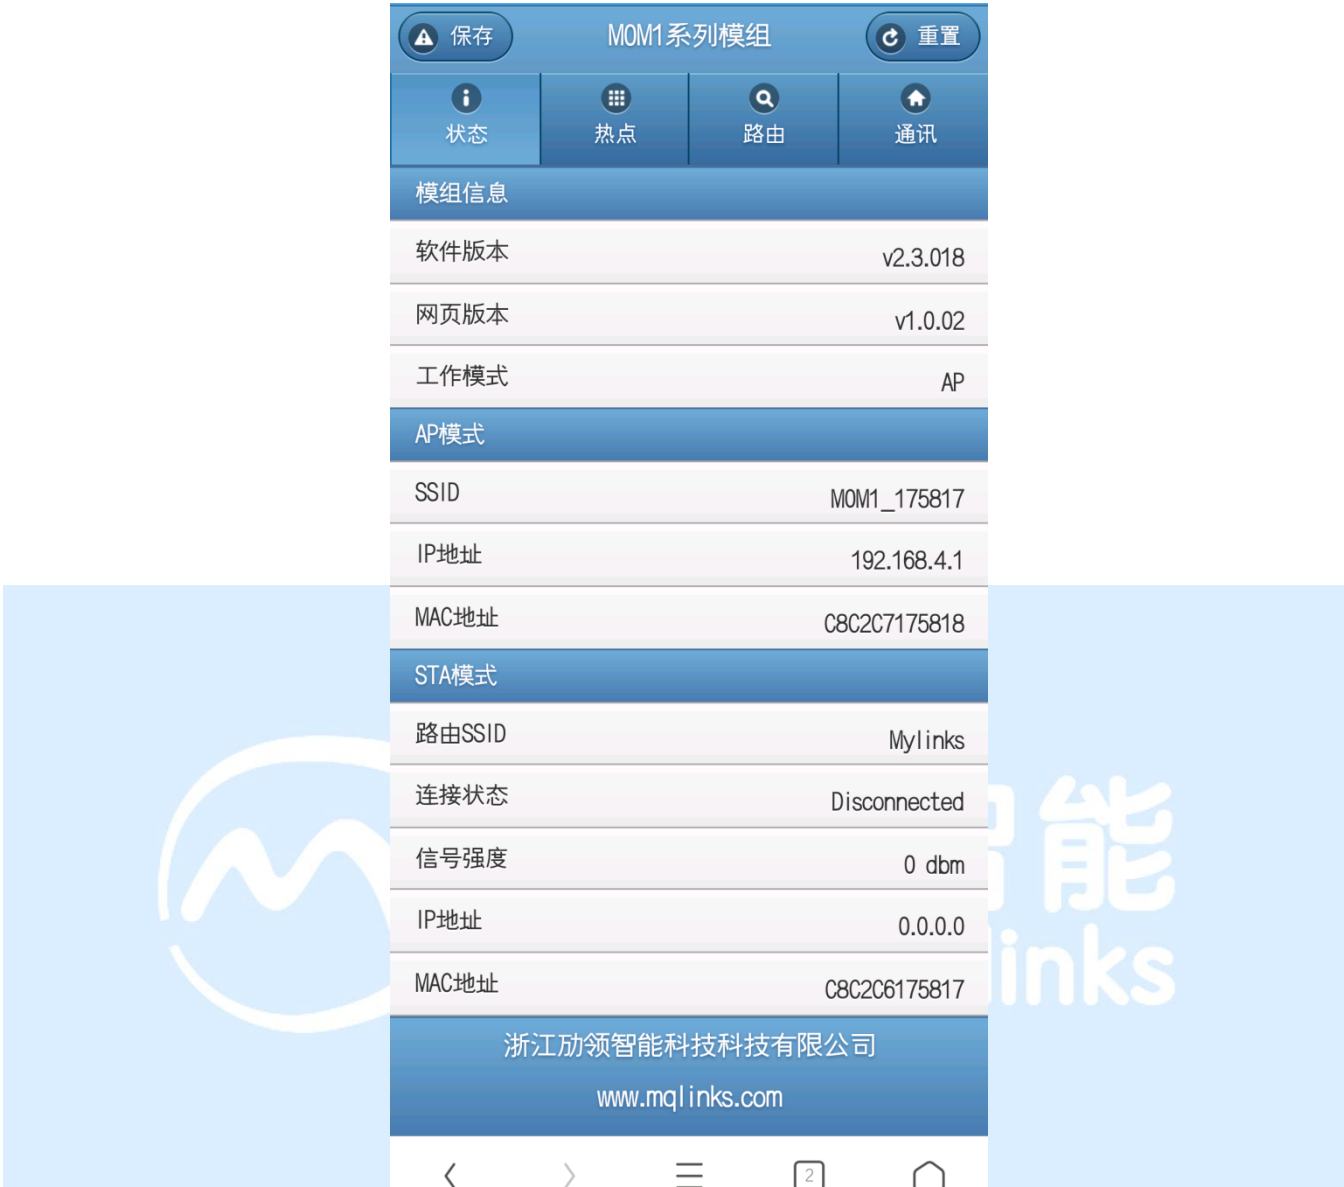 保存 MOM1系列模组 重置
状态 热点 路由 通讯
模组信息
软件版本 v2.3.018
网页版本 v1.0.02
工作模式 AP
AP模式
SSID MOM1_175817
IP地址 192.168.4.1
MAC地址 C8C2C7175818
STA模式
路由SSID Mylinks
连接状态 Disconnected
信号强度 0 dbm
IP地址 0.0.0.0
MAC地址 C8C2C6175817
浙江劢领智能科技科技有限公司
www.mqlinks.com
2
能
inks